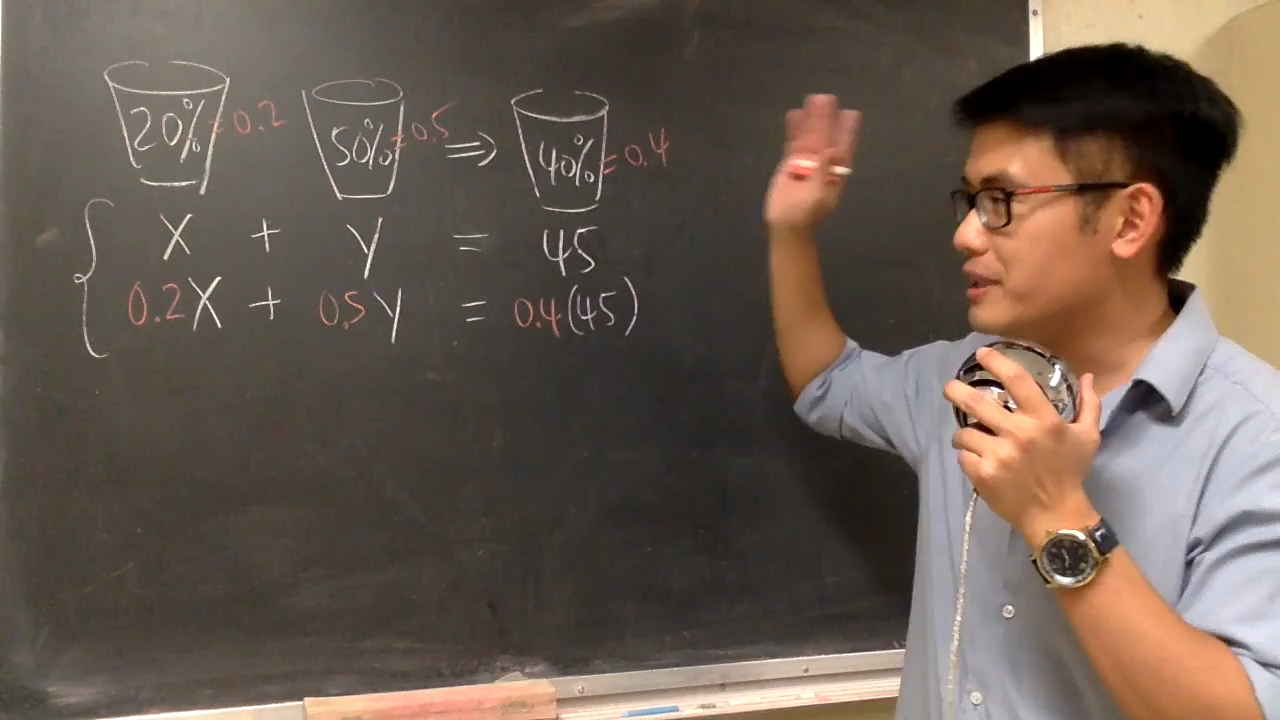 20% = 0.2 50% = 0.5 ⇒ 40% = 0.4
X + y = 45
0.2X + 0.5y = 0.4(45)